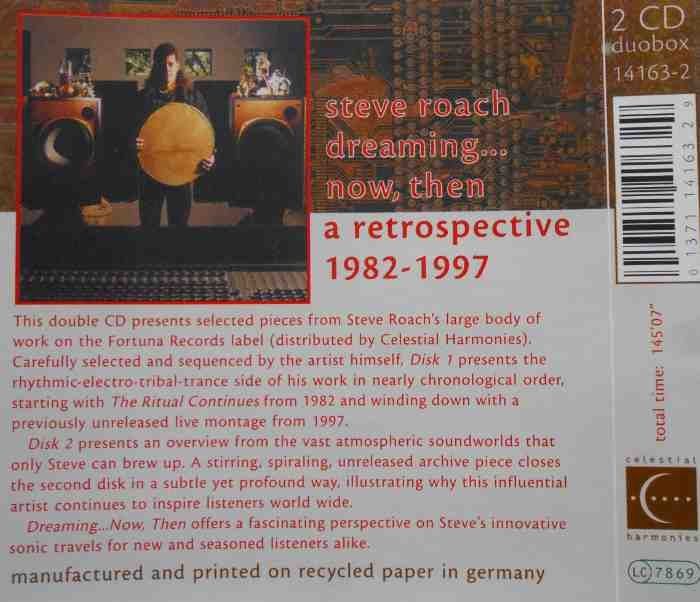 steve roach
dreaming...
now, then
a retrospective
1982-1997
This double CD presents selected pieces from Steve Roach's large body of
work on the Fortuna Records label (distributed by Celestial Harmonies).
Carefully selected and sequenced by the artist himself, Disk 1 presents the
rhythmic-electro-tribal-trance side of his work in nearly chronological order,
starting with The Ritual Continues from 1982 and winding down with a
previously unreleased live montage from 1997.
Disk 2 presents an overview from the vast atmospheric soundworlds that
only Steve can brew up. A stirring, spiraling, unreleased archive piece closes
the second disk in a subtle yet profound way, illustrating why this influential
artist continues to inspire listeners world wide.
Dreaming...Now, Then offers a fascinating perspective on Steve's innovative
sonic travels for new and seasoned listeners alike.
manufactured and printed on recycled paper in germany
2 CD
duobox
14163-2
0 13711 14163 2 9
total time: 145'07"
celestial
harmonies
LC 7869